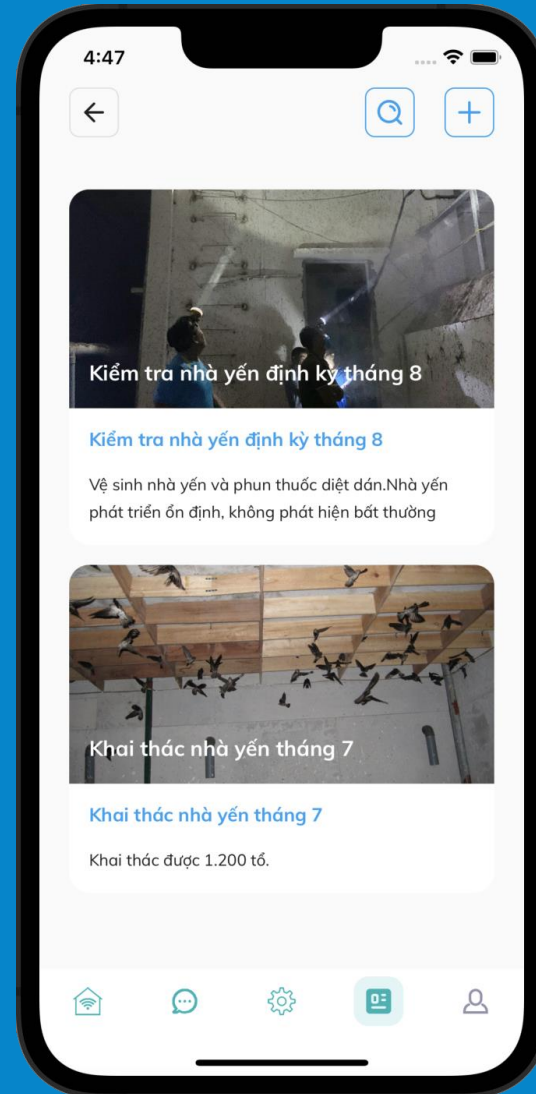 4:47
Kiểm tra nhà yến định kỳ tháng 8
Kiểm tra nhà yến định kỳ tháng 8
Vệ sinh nhà yến và phun thuốc diệt dán.Nhà yến
phát triển ổn định, không phát hiện bất thường
Khai thác nhà yến tháng 7
Khai thác nhà yến tháng 7
Khai thác được 1.200 tổ.